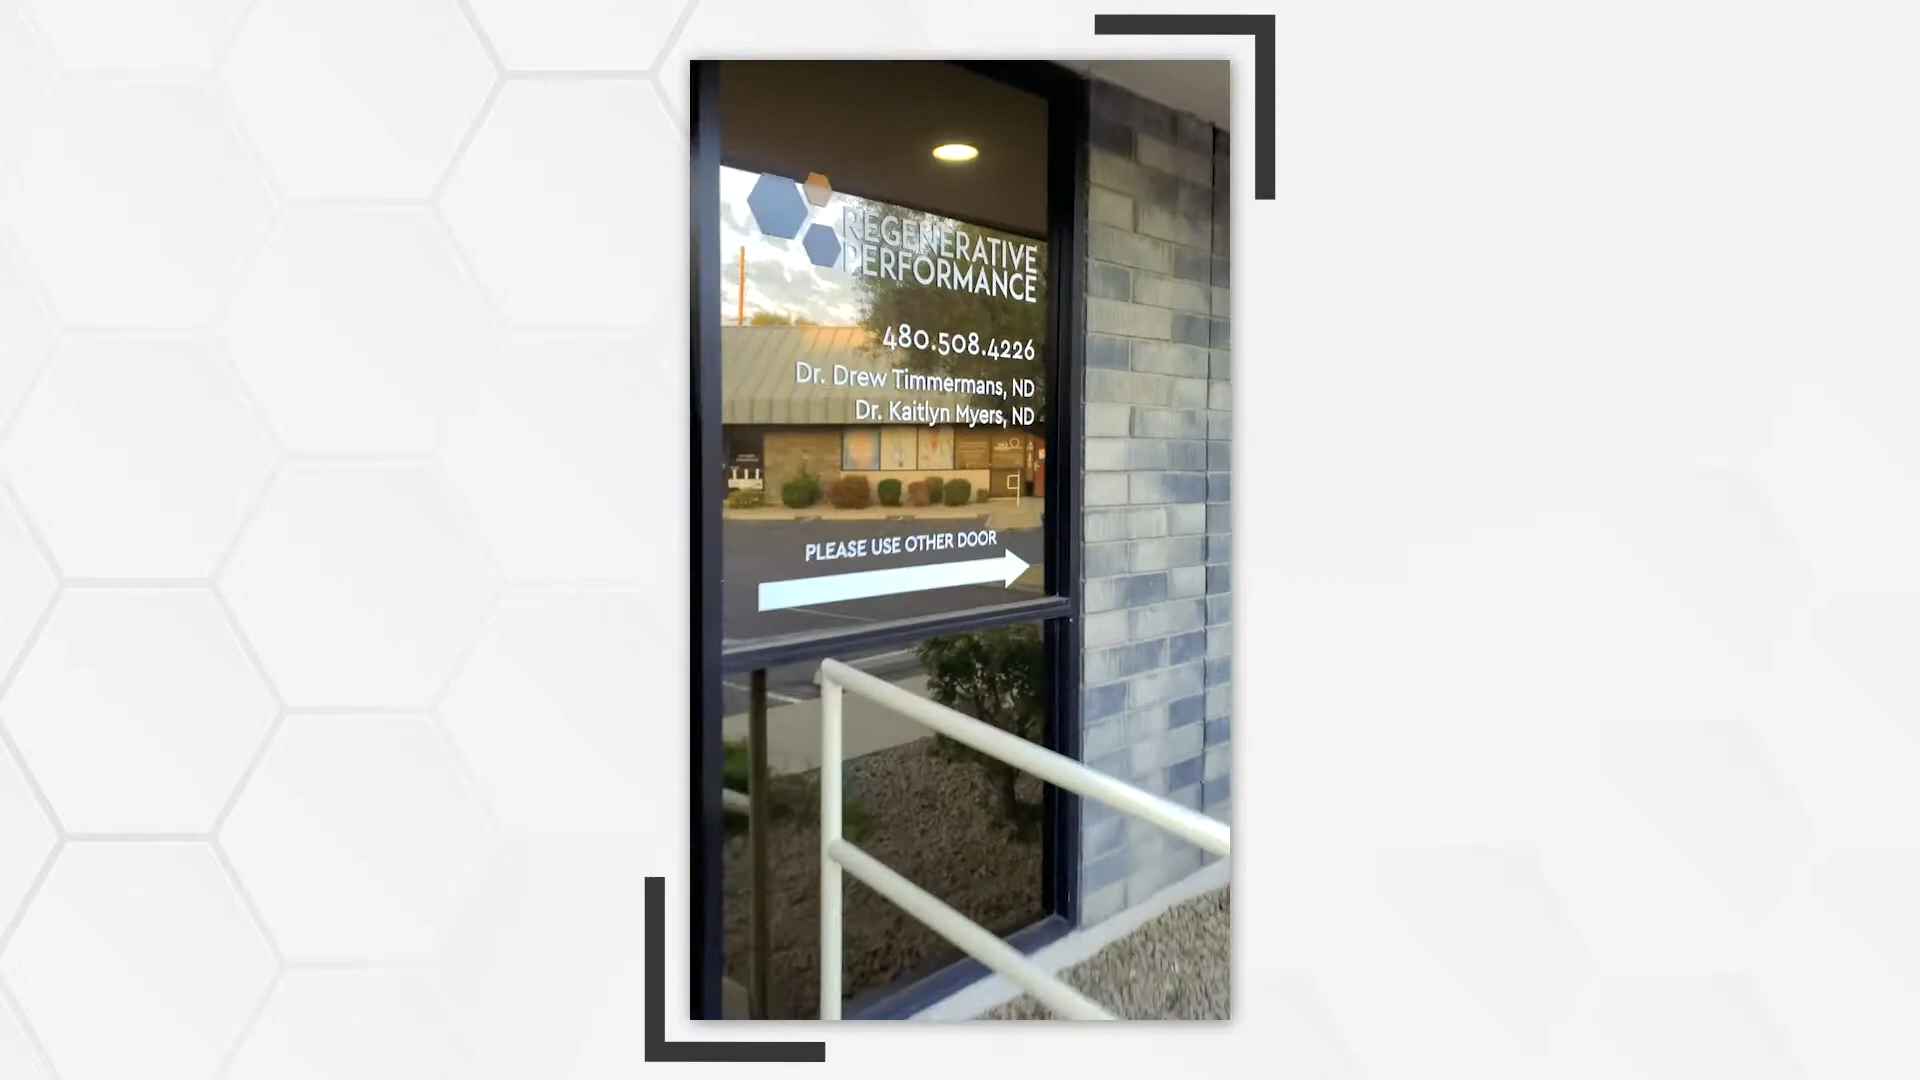 REGENERATIVE
PERFORMANCE
480.508.4226
Dr. Drew Timmermans, ND
Dr. Kaitlyn Myers, ND
PLEASE USE OTHER DOOR